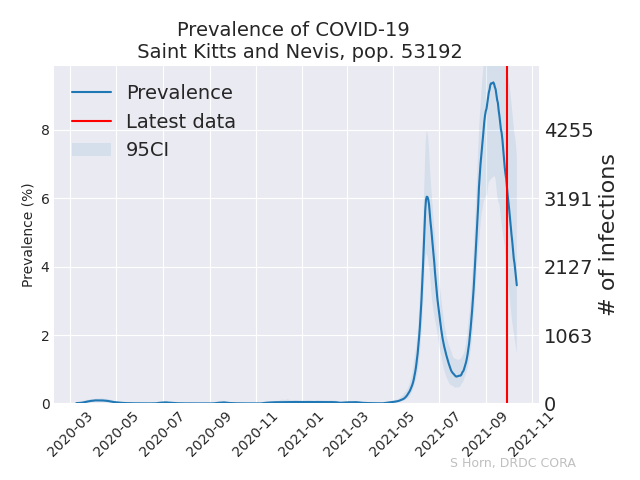 Prevalence of COVID-19
Saint Kitts and Nevis, pop. 53192
Prevalence
Latest data
95CI
Prevalence (%)
8
6
4
2
0
4255
3191
2127
1063
0
# of infections
2020-03
2020-05
2020-07
2020-09
2020-11
2021-01
2021-03
2021-05
2021-07
2021-09
2021-11
S Horn, DRDC CORA